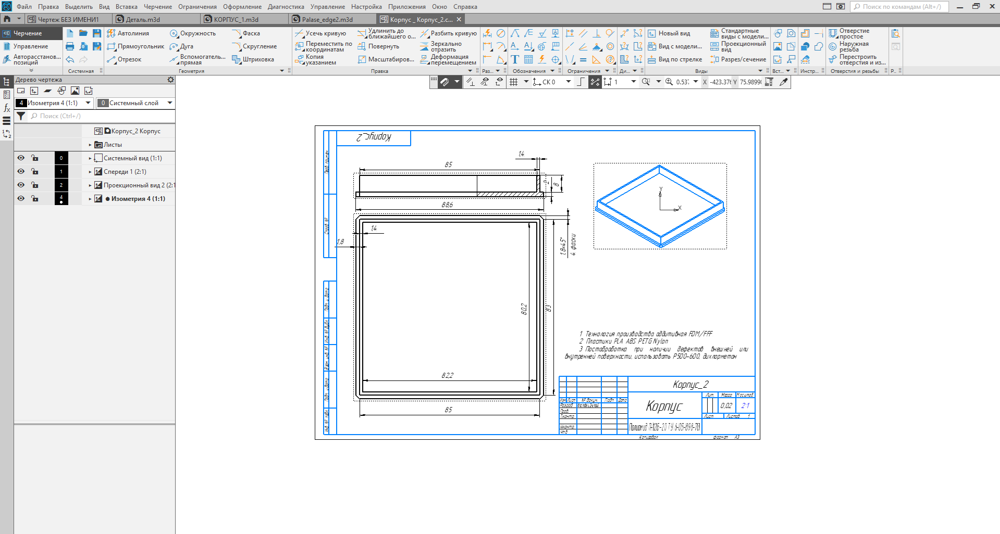 Файл Правка Выделить Вид Вставка Черчение Ограничения Оформление Диагностика Управление Настройка Приложения Окно Справка
Поиск по командам (Alt+/)
Чертеж БЕЗ ИМЕНИ1
Деталь.m3d
КОРПУС_1.m3d
Palase_edge2.m3d
Корпус _ Корпус_2.c...
Черчение
Управление
Авторасстанов... позиций
Системная
Автолиния
Прямоугольник
Отрезок
Окружность
Дуга
Вспомогатель... прямая
Фаска
Скругление
Штриховка
Геометрия
Усечь кривую
Переместить по координатам
Копия указанием
Удлинить до ближайшего о...
Повернуть
Масштабиров...
Разбить кривую
Зеркально отразить
Деформация перемещением
Правка
Раз...
Обозначения
Ограничения
Ди...
Новый вид
Вид с модели...
Вид по стрелке
Стандартные виды с модели...
Проекционный вид
Разрез/сечение
Виды
Вст...
Инстр...
Отверстие простое
Наружная резьба
Перестроить отверстия и из...
Отверстия и резьбы
Р...
Дерево чертежа
СК 0
1
0.537
X -423.376
Y 75.98990
4 Изометрия 4 (1:1)
0 Системный слой
Поиск (Ctrl+/)
Корпус_2 Корпус
Листы
0 Системный вид (1:1)
1 Спереди 1 (2:1)
2 Проекционный вид 2 (2:1
4 Изометрия 4 (1:1)
Корпус_2
Перв. примен.
Справ. №
Подп. и дата
Инв. № дубл.
Взам. инв. №
Подп. и дата
Инв. № подл.
1,4
85
2
8
88,6
1,4
1,8
1,8x45°
4 фаски
80,2
83
82,2
85
Y
X
1 Технология производства аддитивная FDM/FFF
2 Пластики PLA ABS PETG Nylon
3 Постобработка при наличии дефектов внешней или
внутренней поверхности, использовать Р500-600, дихлорметан
Корпус_2
Изм. Лист № докум. Подп. Дата
Разраб.
Пров.
Т.контр.
Н.контр.
Утв.
Корпус
Лит. Масса Масштаб
0,02 2:1
Лист Листов 1
Полиамид ПА12Б-20 ТУ 6-05-898-70
Копировал
Формат А3